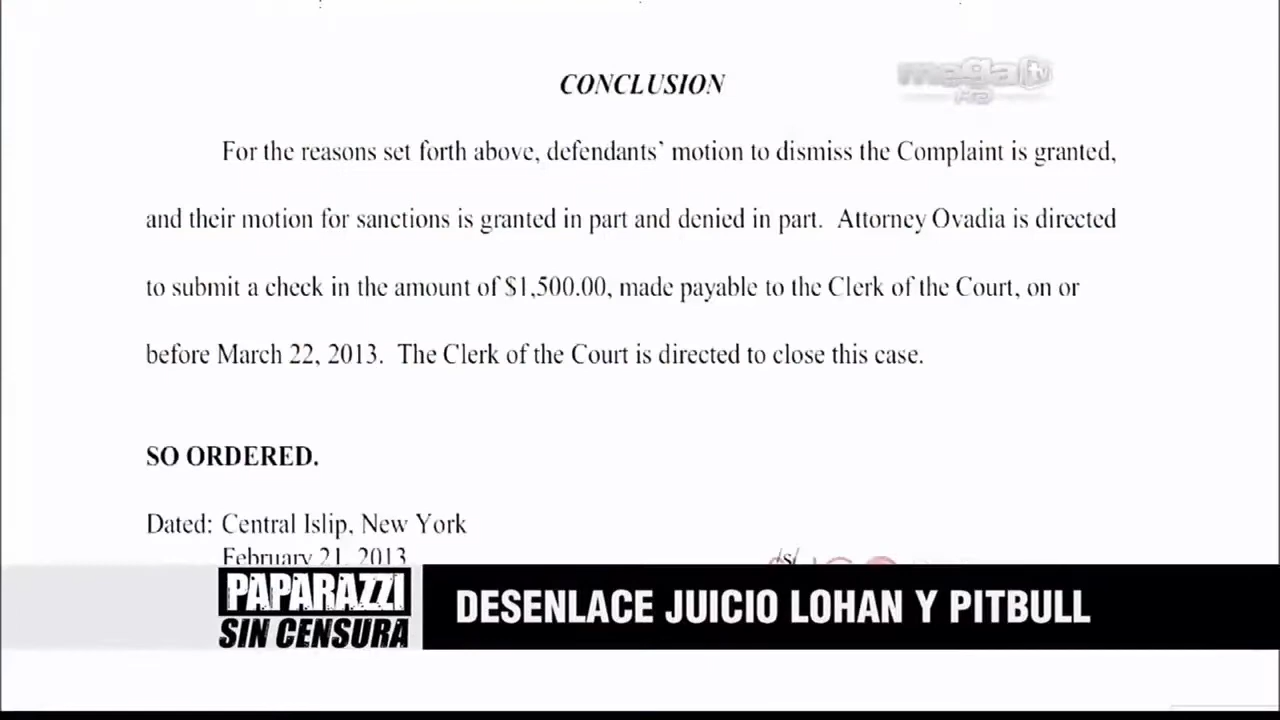 CONCLUSION
mega tv
HD
For the reasons set forth above, defendants' motion to dismiss the Complaint is granted,
and their motion for sanctions is granted in part and denied in part. Attorney Ovadia is directed
to submit a check in the amount of $1,500.00, made payable to the Clerk of the Court, on or
before March 22, 2013. The Clerk of the Court is directed to close this case.
SO ORDERED.
Dated: Central Islip, New York
February 21, 2013
/s/
PAPARAZZI
SIN CENSURA
DESENLACE JUICIO LOHAN Y PITBULL